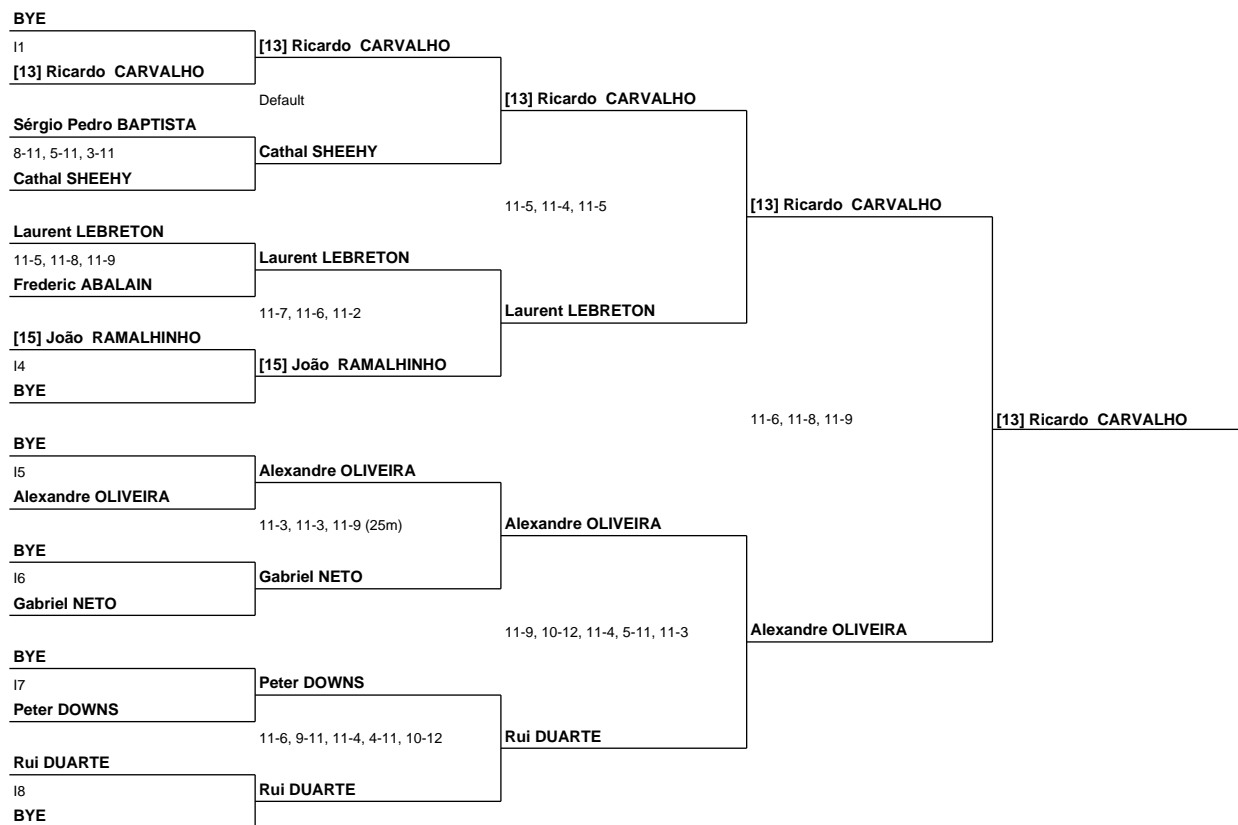 BYE
I1
[13] Ricardo CARVALHO
[13] Ricardo CARVALHO
Default
[13] Ricardo CARVALHO
Sérgio Pedro BAPTISTA
8-11, 5-11, 3-11
Cathal SHEEHY
Cathal SHEEHY
11-5, 11-4, 11-5
[13] Ricardo CARVALHO
Laurent LEBRETON
11-5, 11-8, 11-9
Laurent LEBRETON
Frederic ABALAIN
11-7, 11-6, 11-2
Laurent LEBRETON
[15] João RAMALHINHO
I4
[15] João RAMALHINHO
BYE
11-6, 11-8, 11-9
[13] Ricardo CARVALHO
BYE
I5
Alexandre OLIVEIRA
Alexandre OLIVEIRA
11-3, 11-3, 11-9 (25m)
Alexandre OLIVEIRA
BYE
I6
Gabriel NETO
Gabriel NETO
11-9, 10-12, 11-4, 5-11, 11-3
Alexandre OLIVEIRA
BYE
I7
Peter DOWNS
Peter DOWNS
11-6, 9-11, 11-4, 4-11, 10-12
Rui DUARTE
Rui DUARTE
I8
Rui DUARTE
BYE